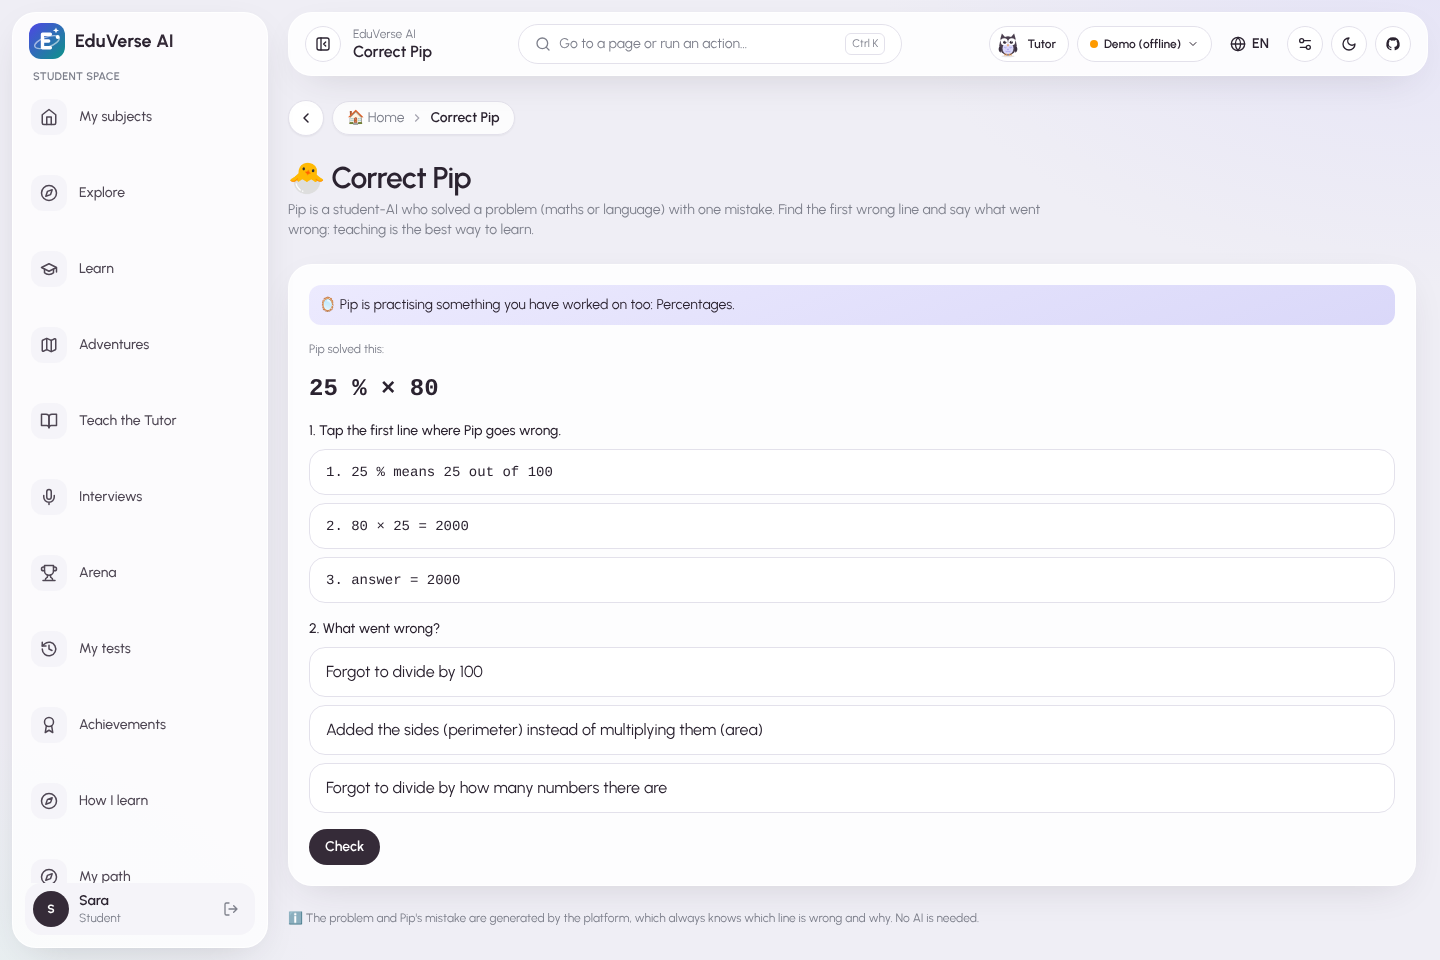 EduVerse AI
STUDENT SPACE
My subjects
Explore
Learn
Adventures
Teach the Tutor
Interviews
Arena
My tests
Achievements
How I learn
My path
S
Sara
Student
EduVerse AI
Correct Pip
Go to a page or run an action...
Ctrl K
Tutor
Demo (offline)
EN
Home
Correct Pip
Correct Pip
Pip is a student-AI who solved a problem (maths or language) with one mistake. Find the first wrong line and say what went
wrong: teaching is the best way to learn.
Pip is practising something you have worked on too: Percentages.
Pip solved this:
25 % × 80
1. Tap the first line where Pip goes wrong.
1. 25 % means 25 out of 100
2. 80 × 25 = 2000
3. answer = 2000
2. What went wrong?
Forgot to divide by 100
Added the sides (perimeter) instead of multiplying them (area)
Forgot to divide by how many numbers there are
Check
The problem and Pip's mistake are generated by the platform, which always knows which line is wrong and why. No AI is needed.